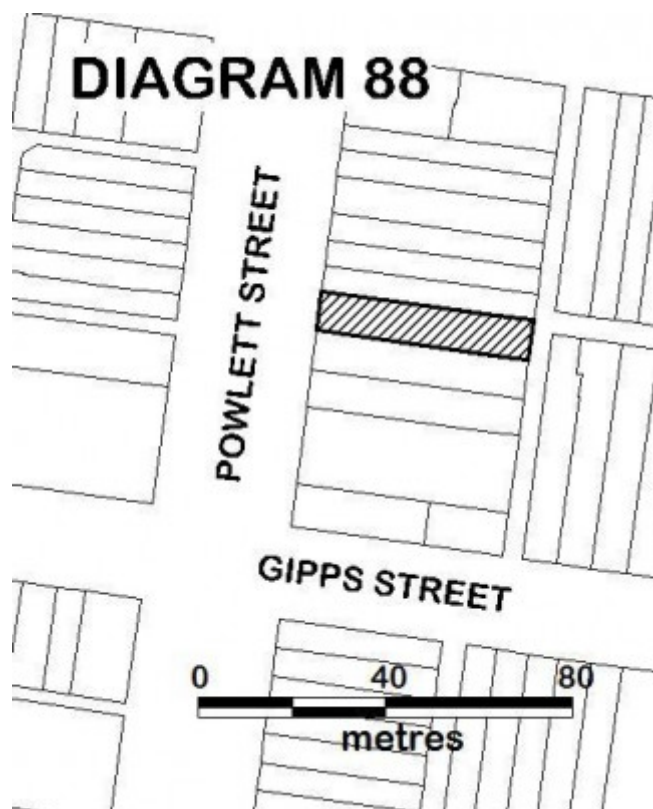 DIAGRAM 88
POWLETT STREET
GIPPS STREET
0 40 80
metres